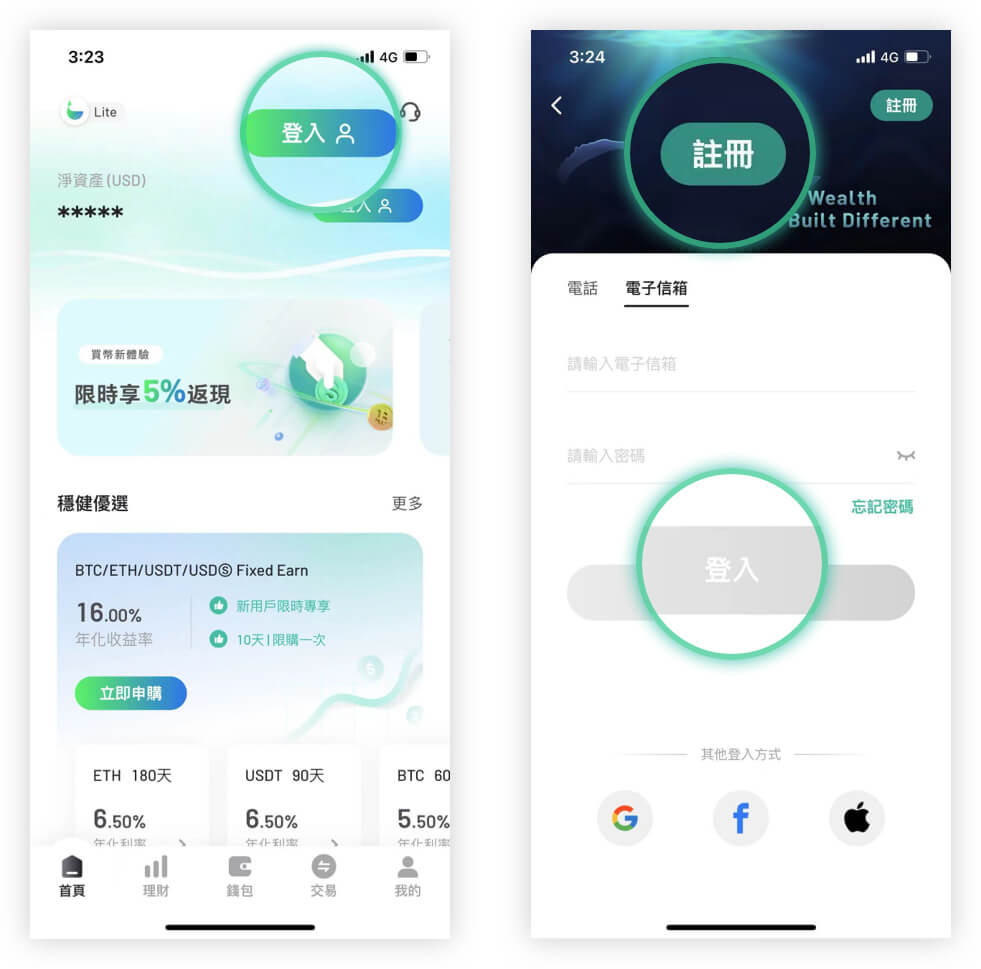 3:23
4G
Lite
登入
淨資產 (USD)
*****
登入
買幣新體驗
限時享5%返現
穩健優選
更多
BTC/ETH/USDT/USDⓈ Fixed Earn
16.00%
年化收益率
新用戶限時專享
10天 | 限購一次
立即申購
ETH 180天
6.50%
年化利率
USDT 90天
6.50%
年化利率
BTC 60
5.50%
年化利率
首頁
理財
錢包
交易
我的
3:24
4G
註冊
註冊
Wealth
Built Different
電話
電子信箱
請輸入電子信箱
請輸入密碼
忘記密碼
登入
其他登入方式